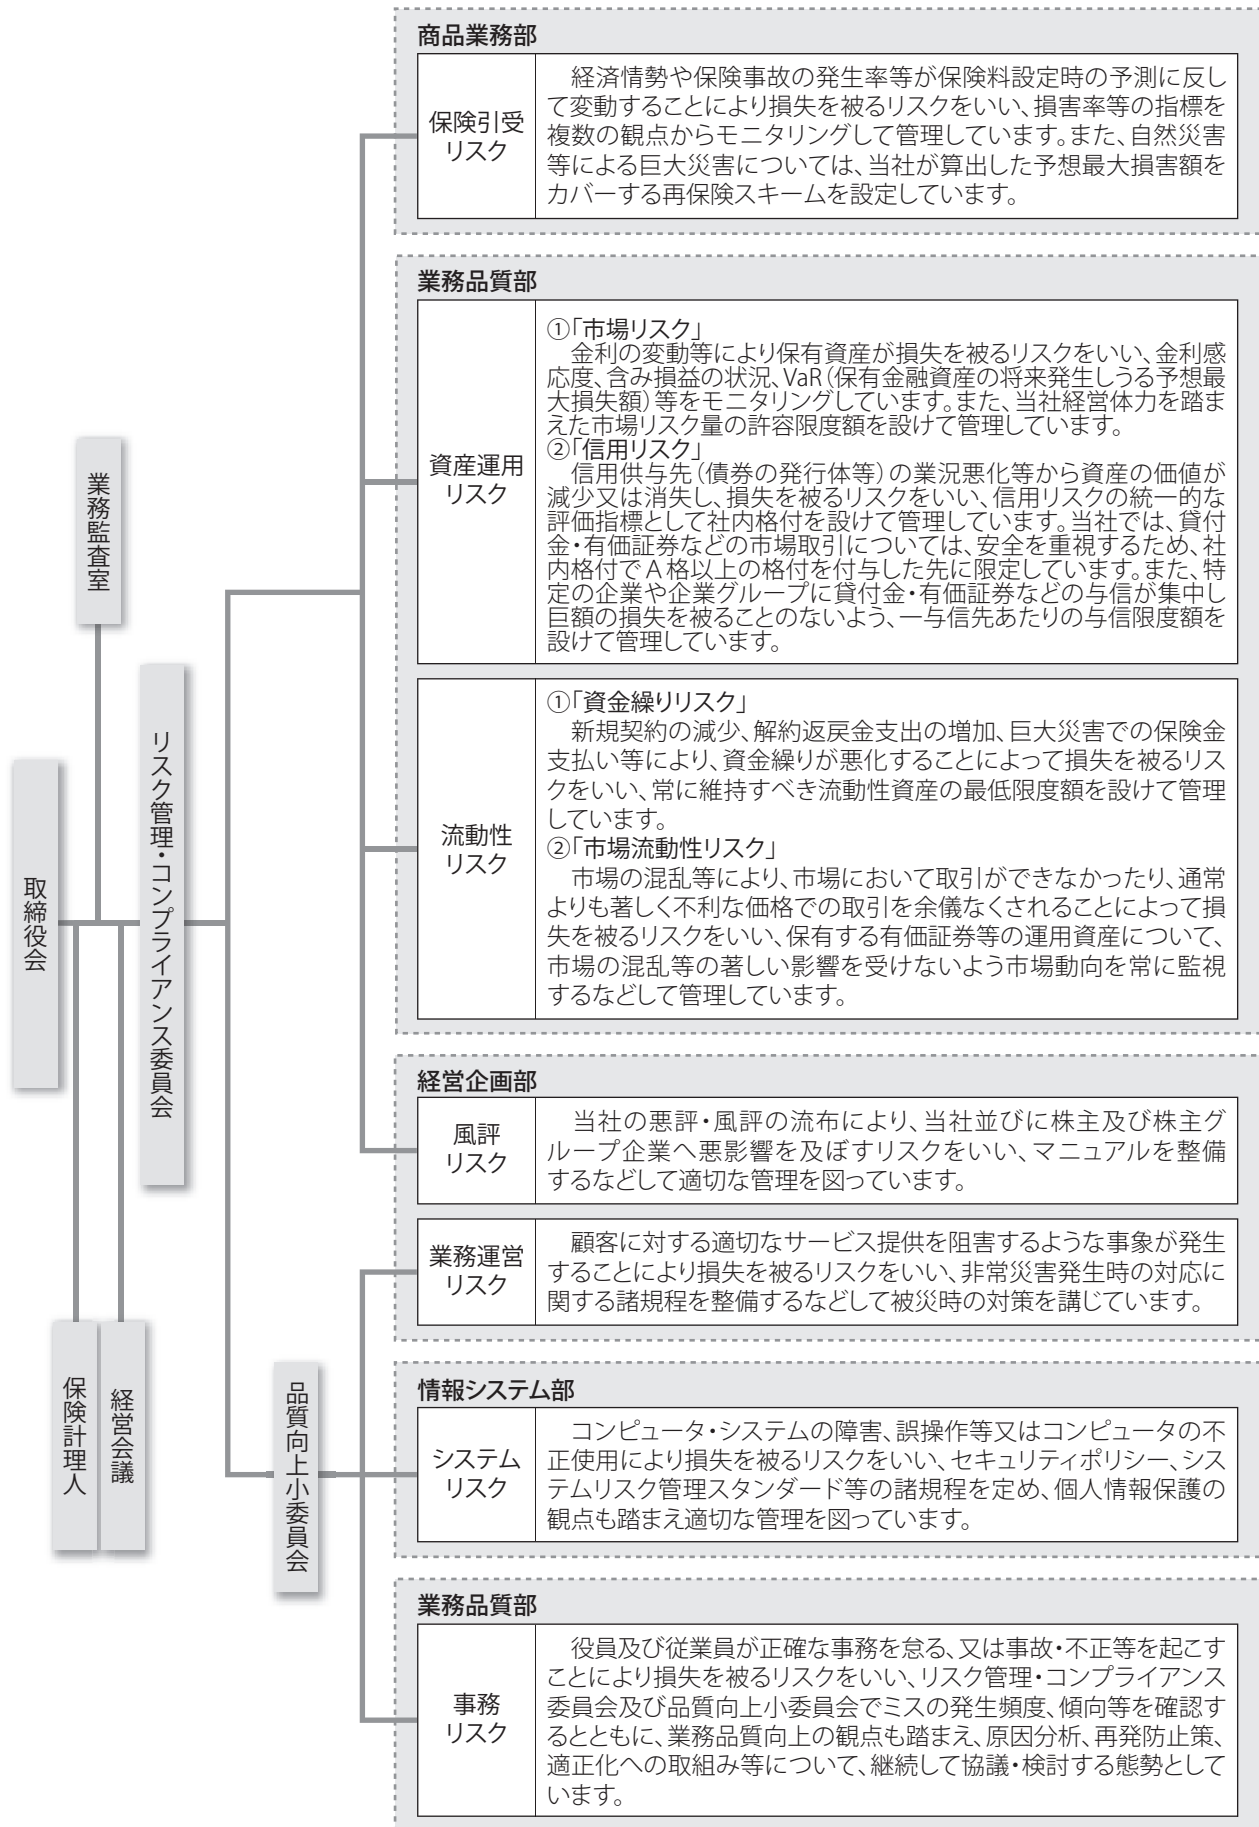 取締役会
業務監査室
保険計理人
経営会議
リスク管理・コンプライアンス委員会
品質向上小委員会
商品業務部
保険引受
リスク
　経済情勢や保険事故の発生率等が保険料設定時の予測に反し
て変動することにより損失を被るリスクをいい、損害率等の指標を
複数の観点からモニタリングして管理しています。また、自然災害
等による巨大災害については、当社が算出した予想最大損害額を
カバーする再保険スキームを設定しています。
業務品質部
資産運用
リスク
①「市場リスク」
　金利の変動等により保有資産が損失を被るリスクをいい、金利感
応度、含み損益の状況、VaR（保有金融資産の将来発生しうる予想最
大損失額）等をモニタリングしています。また、当社経営体力を踏ま
えた市場リスク量の許容限度額を設けて管理しています。
②「信用リスク」
　信用供与先（債券の発行体等）の業況悪化等から資産の価値が
減少又は消失し、損失を被るリスクをいい、信用リスクの統一的な
評価指標として社内格付を設けて管理しています。当社では、貸付
金・有価証券などの市場取引については、安全を重視するため、社
内格付でA格以上の格付を付与した先に限定しています。また、特
定の企業や企業グループに貸付金・有価証券などの与信が集中し
巨額の損失を被ることのないよう、一与信先あたりの与信限度額を
設けて管理しています。
流動性
リスク
①「資金繰りリスク」
　新規契約の減少、解約返戻金支出の増加、巨大災害での保険金
支払い等により、資金繰りが悪化することによって損失を被るリス
クをいい、常に維持すべき流動性資産の最低限度額を設けて管理
しています。
②「市場流動性リスク」
　市場の混乱等により、市場において取引ができなかったり、通常
よりも著しく不利な価格での取引を余儀なくされることによって損
失を被るリスクをいい、保有する有価証券等の運用資産について、
市場の混乱等の著しい影響を受けないよう市場動向を常に監視
するなどして管理しています。
経営企画部
風評
リスク
　当社の悪評・風評の流布により、当社並びに株主及び株主グ
ループ企業へ悪影響を及ぼすリスクをいい、マニュアルを整備
するなどして適切な管理を図っています。
業務運営
リスク
　顧客に対する適切なサービス提供を阻害するような事象が発生
することにより損失を被るリスクをいい、非常災害発生時の対応に
関する諸規程を整備するなどして被災時の対策を講じています。
情報システム部
システム
リスク
　コンピュータ・システムの障害、誤操作等又はコンピュータの不
正使用により損失を被るリスクをいい、セキュリティポリシー、シス
テムリスク管理スタンダード等の諸規程を定め、個人情報保護の
観点も踏まえ適切な管理を図っています。
業務品質部
事務
リスク
　役員及び従業員が正確な事務を怠る、又は事故・不正等を起こす
ことにより損失を被るリスクをいい、リスク管理・コンプライアンス
委員会及び品質向上小委員会でミスの発生頻度、傾向等を確認す
るとともに、業務品質向上の観点も踏まえ、原因分析、再発防止策、
適正化への取組み等について、継続して協議・検討する態勢として
います。